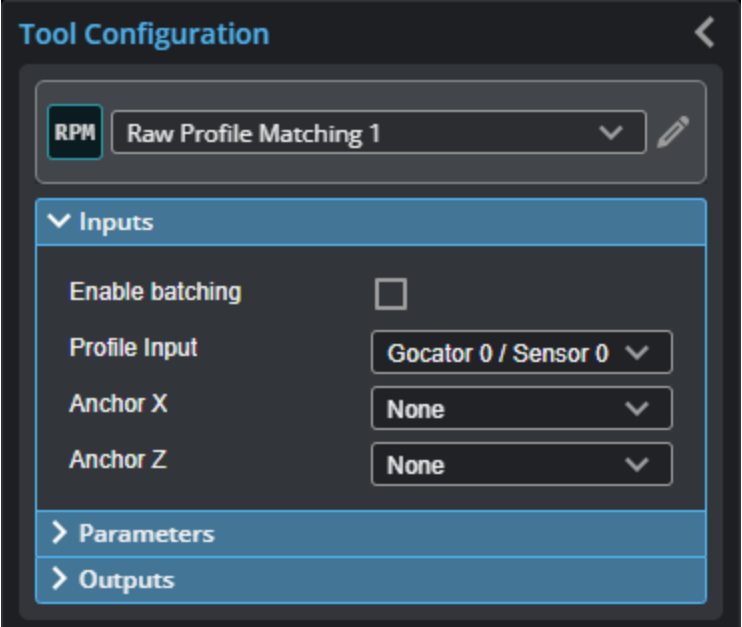 Tool Configuration
RPM Raw Profile Matching 1
Inputs
Enable batching
Profile Input Gocator 0 / Sensor 0
Anchor X None
Anchor Z None
Parameters
Outputs